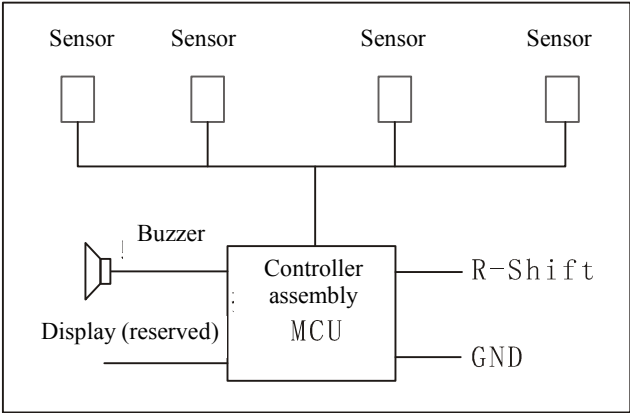 Sensor Sensor Sensor Sensor
Buzzer
Controller
assembly
MCU
R-Shift
Display (reserved)
GND